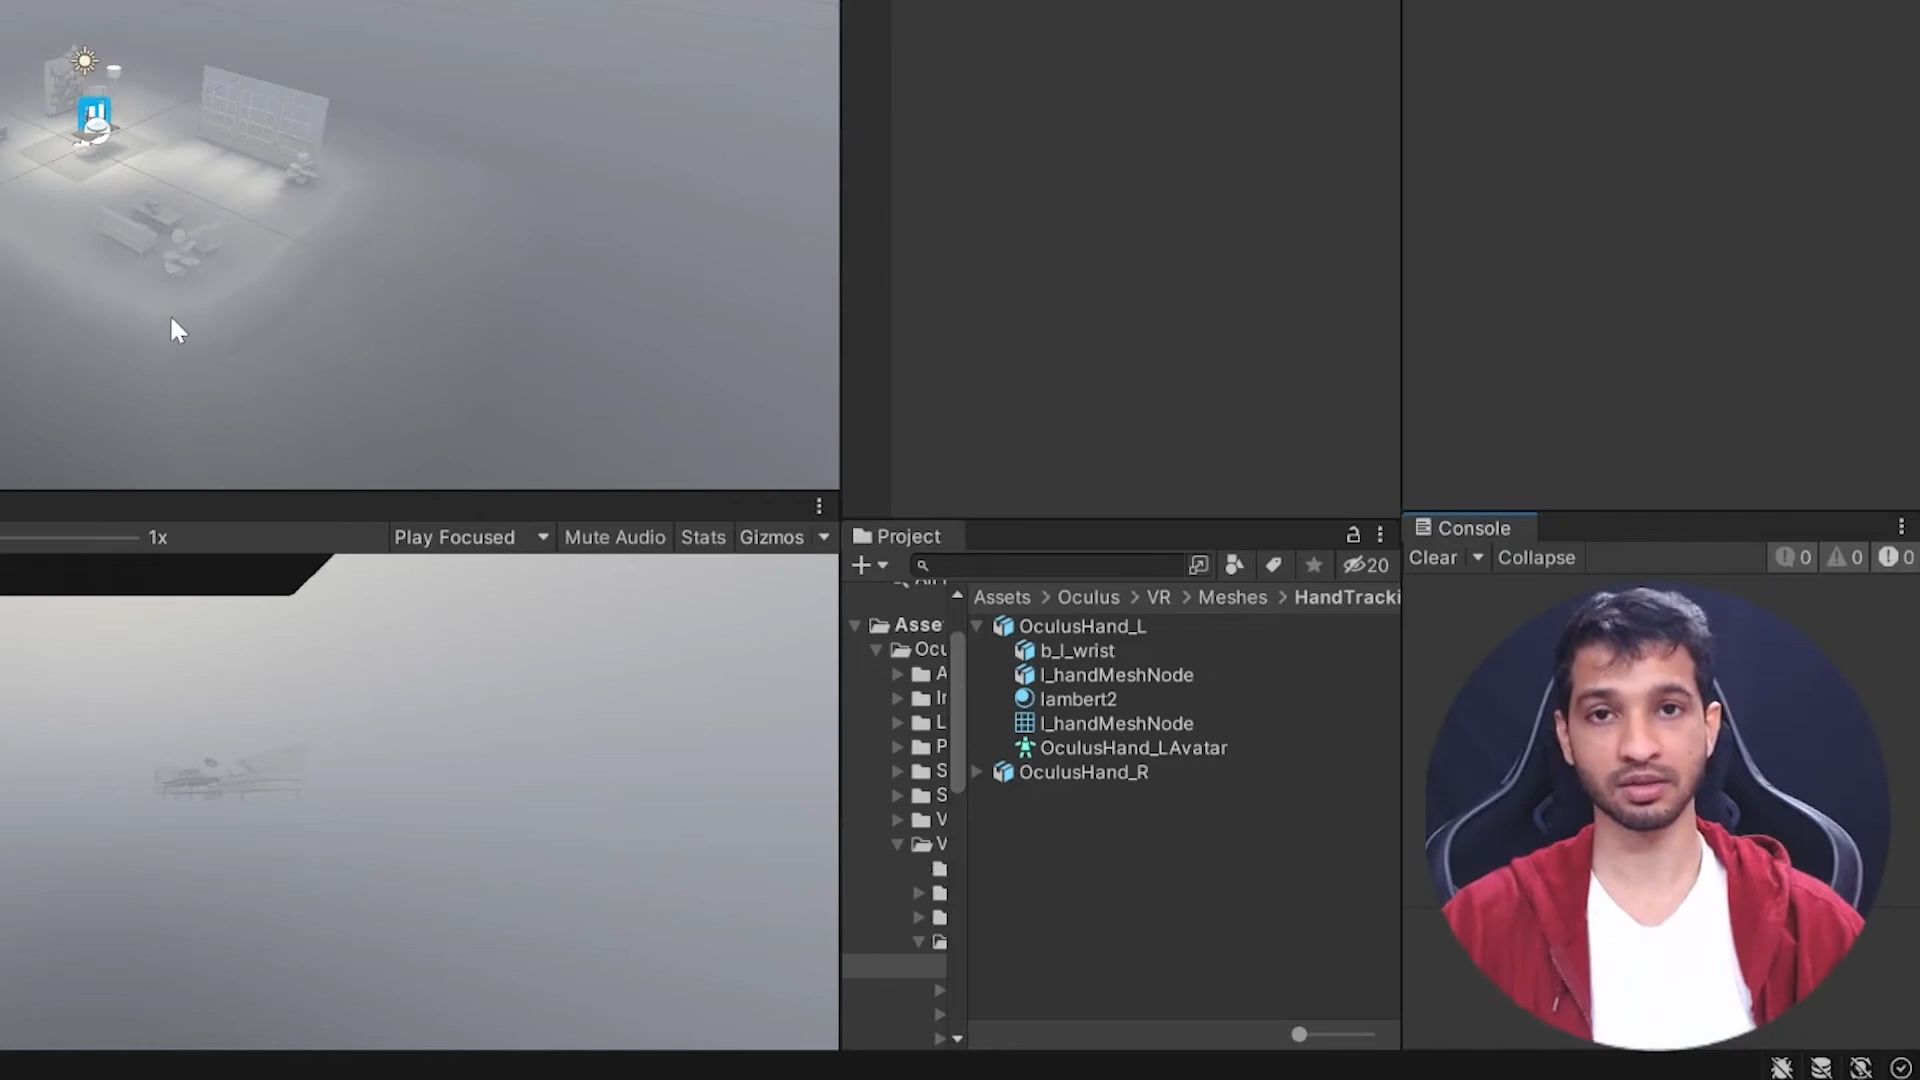 1x
Play Focused
Mute Audio
Stats
Gizmos
Project
20
Assets > Oculus > VR > Meshes > HandTracki
Asse
Ocu
A
Ir
L
P
S
S
V
V
OculusHand_L
b_l_wrist
l_handMeshNode
lambert2
l_handMeshNode
OculusHand_LAvatar
OculusHand_R
Console
Clear
Collapse
0
0
0